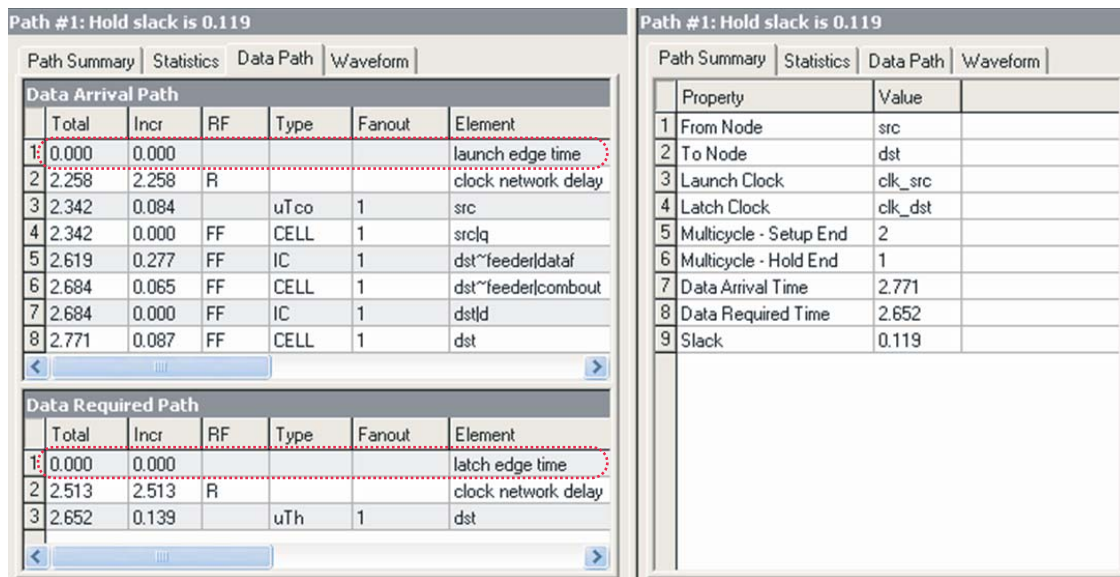 Path #1: Hold slack is 0.119
Path Summary Statistics Data Path Waveform
Data Arrival Path
Total Incr RF Type Fanout Element
1 0.000 0.000 launch edge time
2 2.258 2.258 R clock network delay
3 2.342 0.084 uTco 1 src
4 2.342 0.000 FF CELL 1 src|q
5 2.619 0.277 FF IC 1 dst~feeder|dataf
6 2.684 0.065 FF CELL 1 dst~feeder|combout
7 2.684 0.000 FF IC 1 dst|d
8 2.771 0.087 FF CELL 1 dst
Data Required Path
Total Incr RF Type Fanout Element
1 0.000 0.000 latch edge time
2 2.513 2.513 R clock network delay
3 2.652 0.139 uTh 1 dst
Path #1: Hold slack is 0.119
Path Summary Statistics Data Path Waveform
Property Value
1 From Node src
2 To Node dst
3 Launch Clock clk_src
4 Latch Clock clk_dst
5 Multicycle - Setup End 2
6 Multicycle - Hold End 1
7 Data Arrival Time 2.771
8 Data Required Time 2.652
9 Slack 0.119